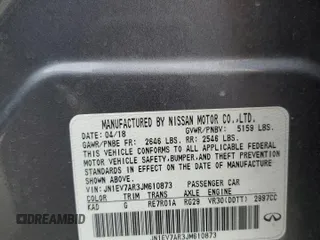 MANUFACTURED BY NISSAN MOTOR CO.,LTD.
DATE: 04/18 GVWR/PNBV: 5159 LBS.
GAWR/PNBE FR: 2646 LBS. RR: 2546 LBS.
THIS VEHICLE CONFORMS TO ALL APPLICABLE FEDERAL
MOTOR VEHICLE SAFETY,BUMPER,AND THEFT PREVENTION
STANDARDS IN EFFECT ON THE DATE OF MANUFACTURE
SHOWN ABOVE.
VIN: JN1EV7AR3JM610873 PASSENGER CAR
COLOR TRIM TRANS AXLE ENGINE
KAD G RE7R01A RG29 VR30(DDTT) 2997CC
JN1EV7AR3JM610873
© RIDE.SAFE